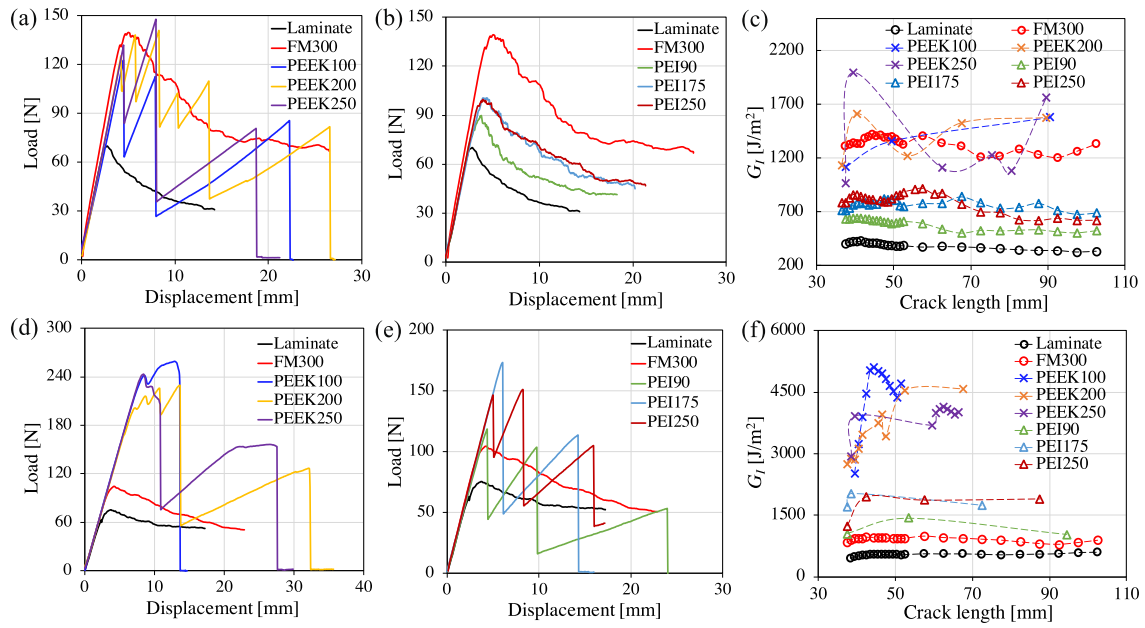 (a)
Load [N]
150
120
90
60
30
0
0
10
20
30
Displacement [mm]
Laminate
FM300
PEEK100
PEEK200
PEEK250
(b)
Load [N]
150
120
90
60
30
0
0
10
20
30
Displacement [mm]
Laminate
FM300
PEI90
PEI175
PEI250
(c)
G_I [J/m²]
2200
1700
1200
700
200
30
50
70
90
110
Crack length [mm]
Laminate FM300
PEEK100 PEEK200
PEEK250 PEI90
PEI175 PEI250
(d)
Load [N]
300
240
180
120
60
0
0
10
20
30
40
Displacement [mm]
Laminate
FM300
PEEK100
PEEK200
PEEK250
(e)
Load [N]
200
150
100
50
0
0
10
20
30
Displacement [mm]
Laminate
FM300
PEI90
PEI175
PEI250
(f)
G_I [J/m²]
6000
4500
3000
1500
0
30
50
70
90
110
Crack length [mm]
Laminate
FM300
PEEK100
PEEK200
PEEK250
PEI90
PEI175
PEI250